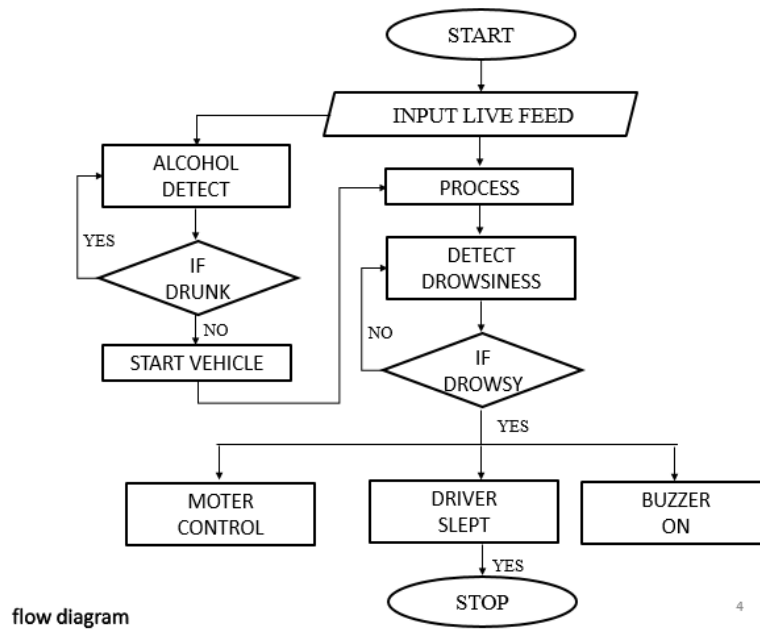 START
INPUT LIVE FEED
ALCOHOL
DETECT
PROCESS
YES
IF
DRUNK
DETECT
DROWSINESS
NO
START VEHICLE
NO
IF
DROWSY
YES
MOTER
CONTROL
DRIVER
SLEPT
BUZZER
ON
YES
STOP
flow diagram
4